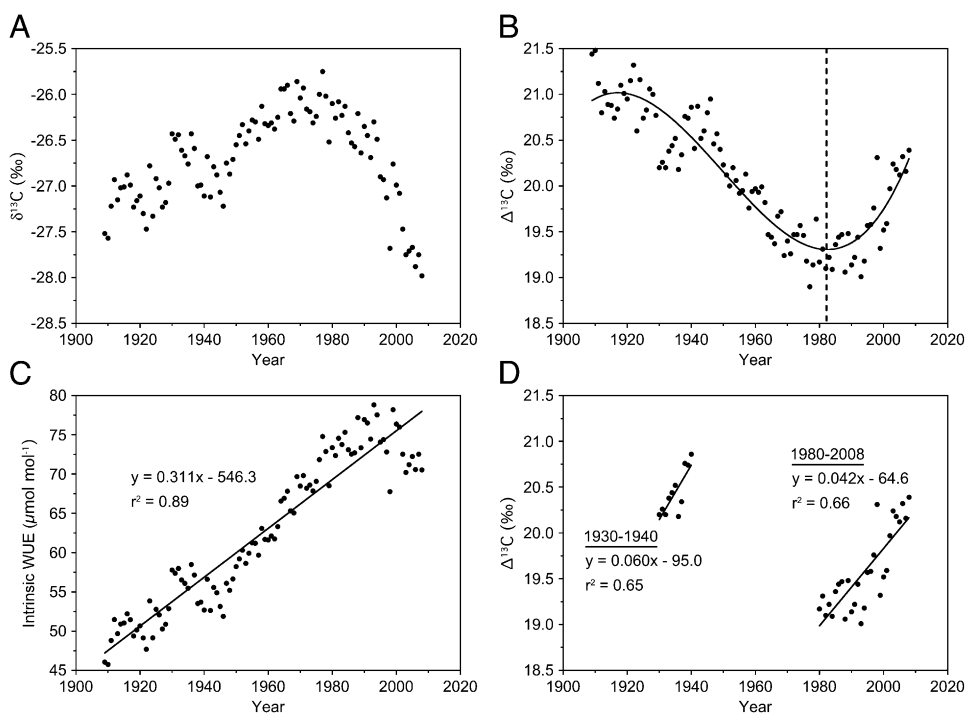 A
-25.5
-26.0
-26.5
-27.0
-27.5
-28.0
-28.5
δ¹³C (‰)
1900 1920 1940 1960 1980 2000 2020
Year
B
21.5
21.0
20.5
20.0
19.5
19.0
18.5
Δ¹³C (‰)
1900 1920 1940 1960 1980 2000 2020
Year
C
80
75
70
65
60
55
50
45
Intrinsic WUE (µmol mol⁻¹)
y = 0.311x - 546.3
r² = 0.89
1900 1920 1940 1960 1980 2000 2020
Year
D
21.5
21.0
20.5
20.0
19.5
19.0
18.5
Δ¹³C (‰)
1930-1940
y = 0.060x - 95.0
r² = 0.65
1980-2008
y = 0.042x - 64.6
r² = 0.66
1900 1920 1940 1960 1980 2000 2020
Year